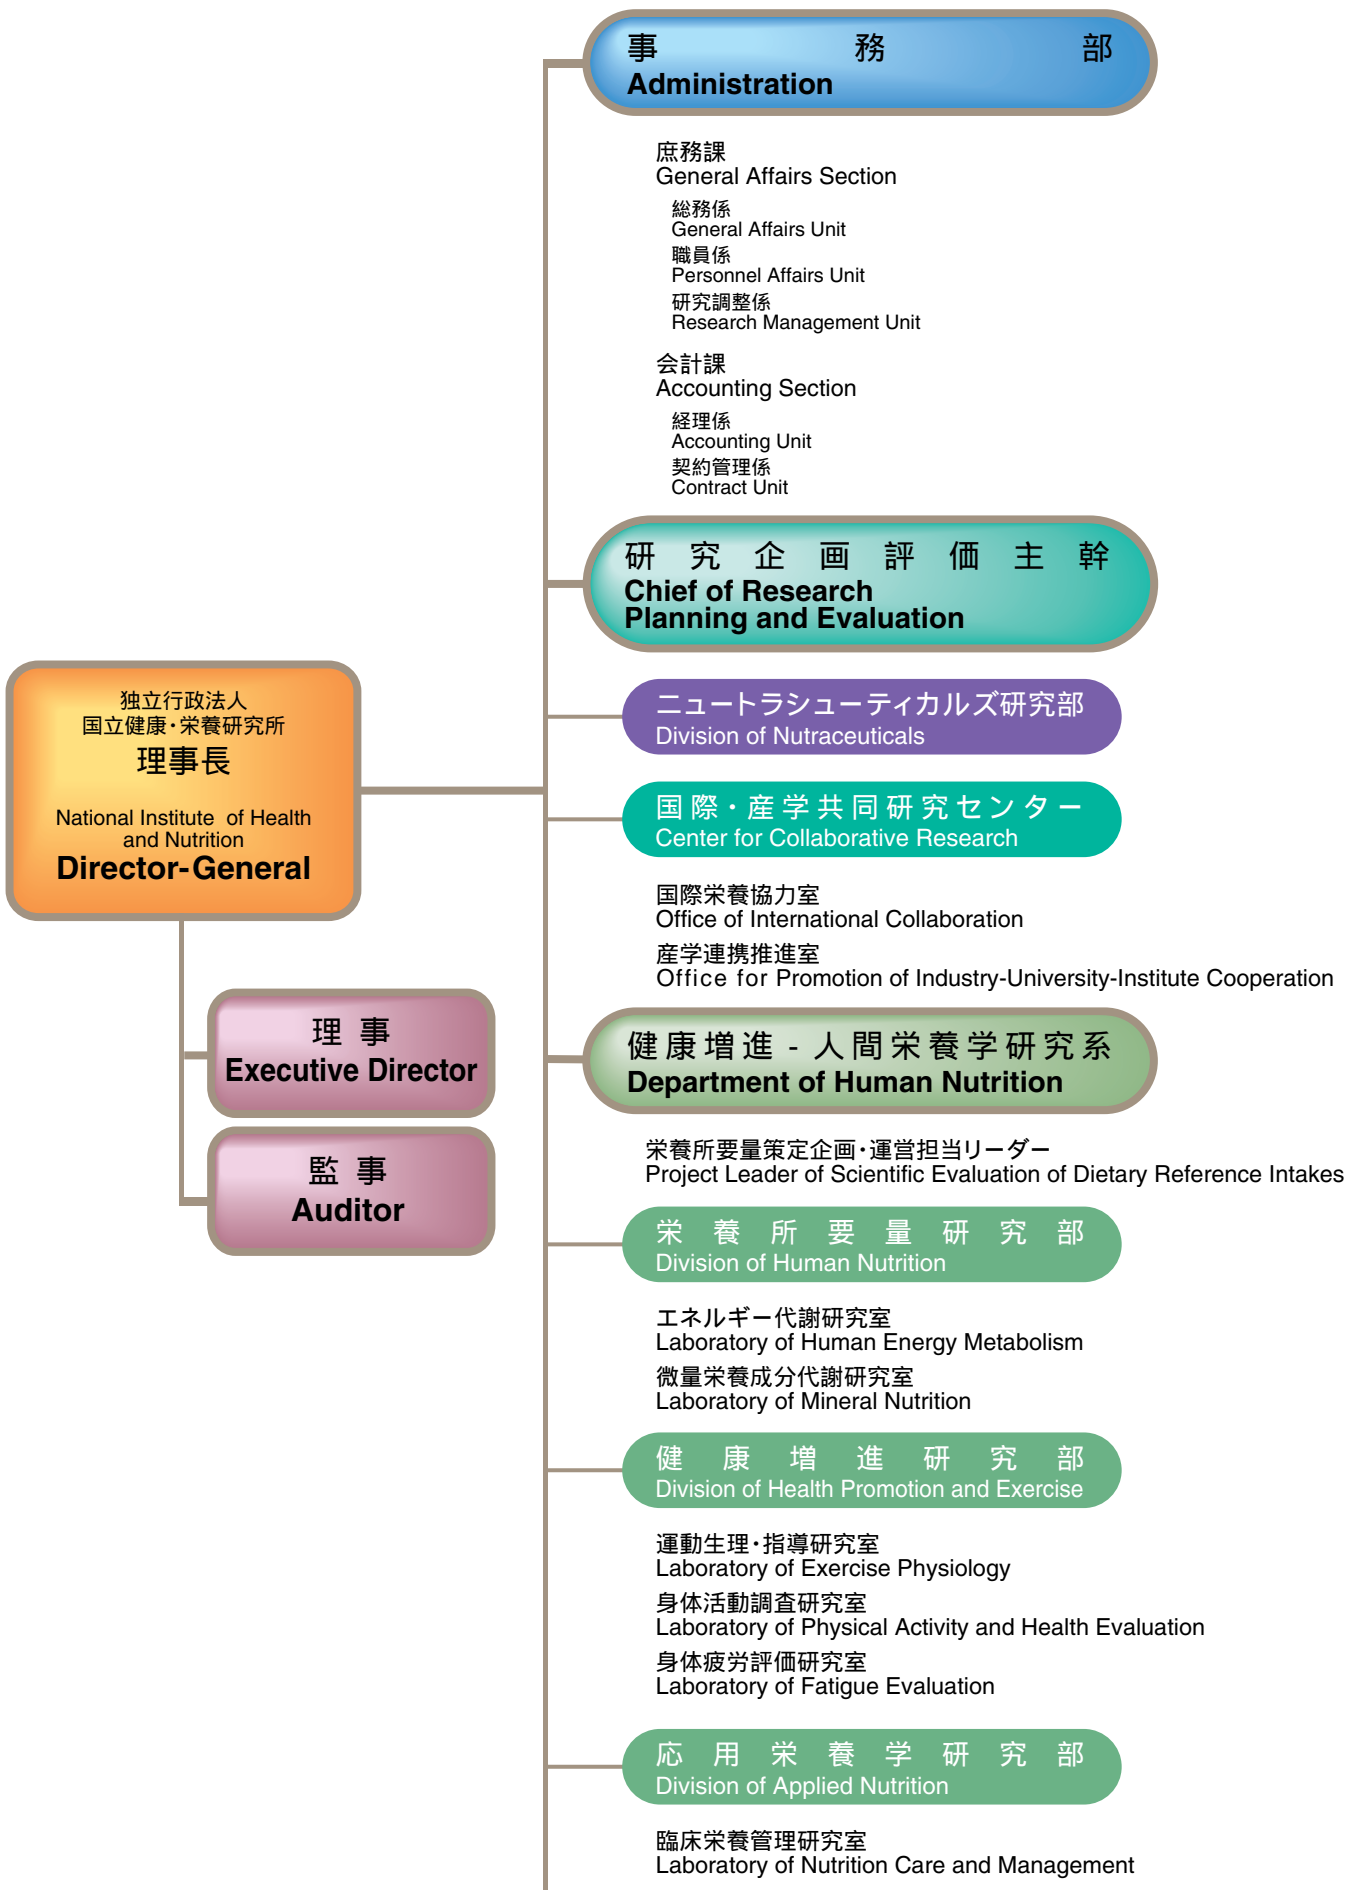 事務部
Administration
庶務課
General Affairs Section
総務係
General Affairs Unit
職員係
Personnel Affairs Unit
研究調整係
Research Management Unit
会計課
Accounting Section
経理係
Accounting Unit
契約管理係
Contract Unit
研究企画評価主幹
Chief of Research
Planning and Evaluation
独立行政法人
国立健康・栄養研究所
理事長
National Institute of Health
and Nutrition
Director-General
理事
Executive Director
監事
Auditor
ニュートラシューティカルズ研究部
Division of Nutraceuticals
国際・産学共同研究センター
Center for Collaborative Research
国際栄養協力室
Office of International Collaboration
産学連携推進室
Office for Promotion of Industry-University-Institute Cooperation
健康増進 - 人間栄養学研究系
Department of Human Nutrition
栄養所要量策定企画・運営担当リーダー
Project Leader of Scientific Evaluation of Dietary Reference Intakes
栄養所要量研究部
Division of Human Nutrition
エネルギー代謝研究室
Laboratory of Human Energy Metabolism
微量栄養成分代謝研究室
Laboratory of Mineral Nutrition
健康増進研究部
Division of Health Promotion and Exercise
運動生理・指導研究室
Laboratory of Exercise Physiology
身体活動調査研究室
Laboratory of Physical Activity and Health Evaluation
身体疲労評価研究室
Laboratory of Fatigue Evaluation
応用栄養学研究部
Division of Applied Nutrition
臨床栄養管理研究室
Laboratory of Nutrition Care and Management